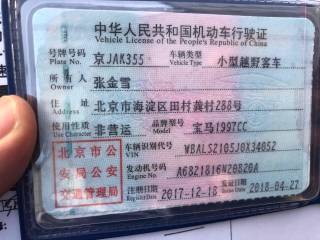 中华人民共和国机动车行驶证
Vehicle License of the People's Republic of China
号牌号码 京JAK355 车辆类型 小型越野客车
Plate No. Vehicle Type
所有人 张金雪
Owner
住址 北京市海淀区田村龚村288号
Address
使用性质 非营运 品牌型号 宝马1997CC
Use Character Model
北京市公 车辆识别代号 WBALS2105J0X34052
VIN
安局公安 发动机号码 A6821816N20B20A
Engine No.
交通管理局 注册日期 2017-12-18 发证日期 2018-04-27
Register Date Issue Date